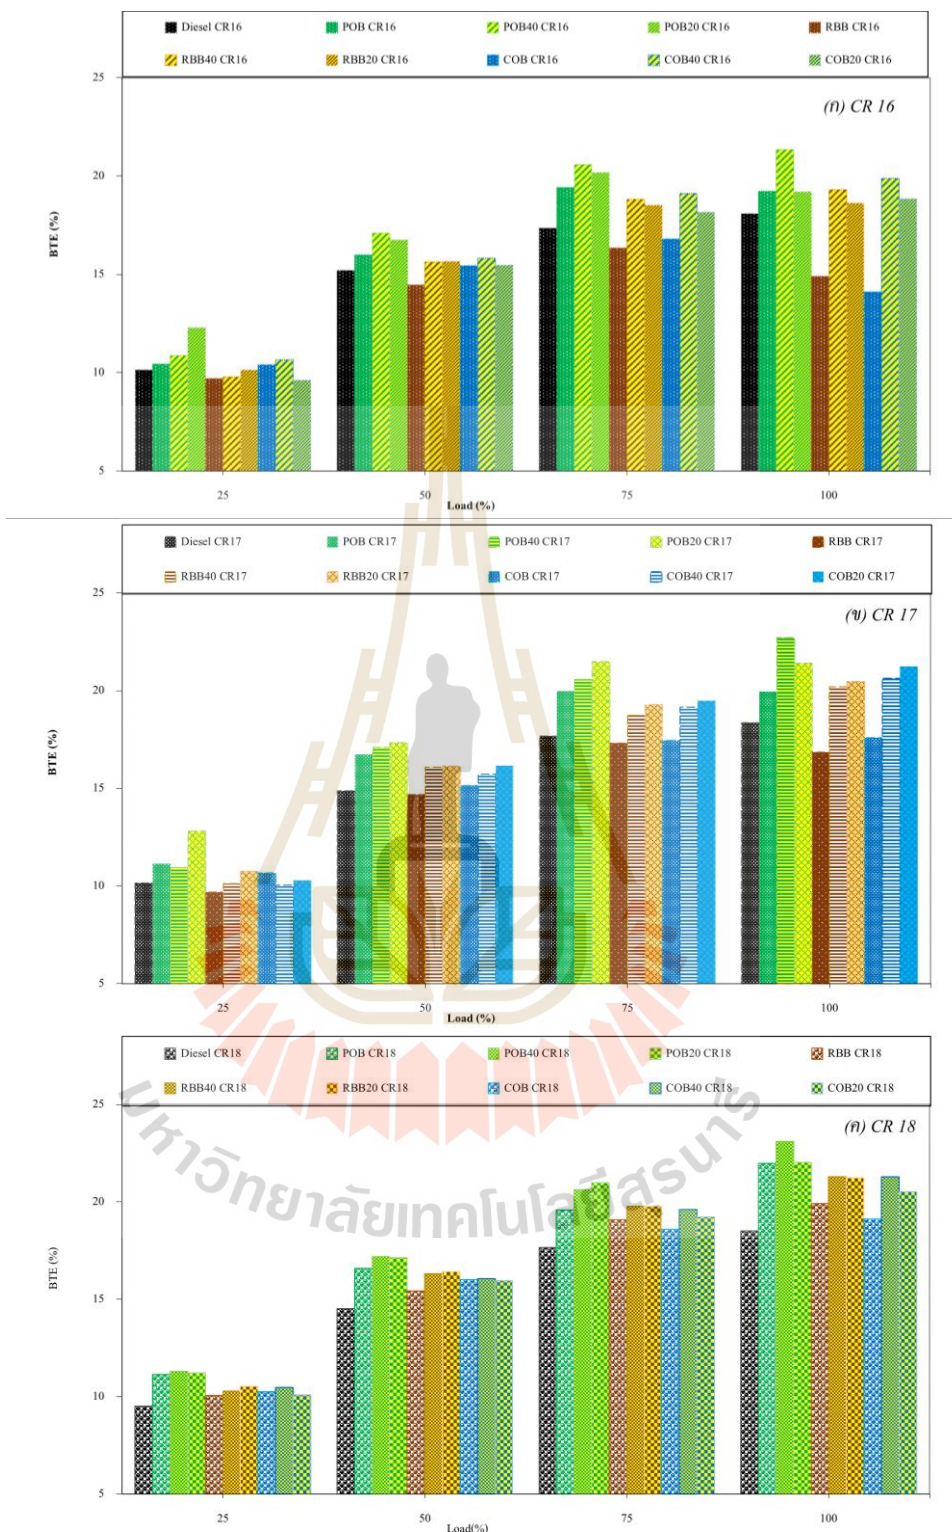 Diesel CR16 POB CR16 POB40 CR16 POB20 CR16 RBB CR16
RBB40 CR16 RBB20 CR16 COB CR16 COB40 CR16 COB20 CR16
25
(ก) CR 16
20
BTE (%)
15
10
5
25 50 75 100
Load (%)
Diesel CR17 POB CR17 POB40 CR17 POB20 CR17 RBB CR17
RBB40 CR17 RBB20 CR17 COB CR17 COB40 CR17 COB20 CR17
25
(ข) CR 17
20
BTE (%)
15
10
5
25 50 75 100
Load (%)
Diesel CR18 POB CR18 POB40 CR18 POB20 CR18 RBB CR18
RBB40 CR18 RBB20 CR18 COB CR18 COB40 CR18 COB20 CR18
25
(ค) CR 18
20
BTE (%)
15
10
5
25 50 75 100
Load(%)
มหาวิทยาลัยเทคโนโลยีสุรนารี